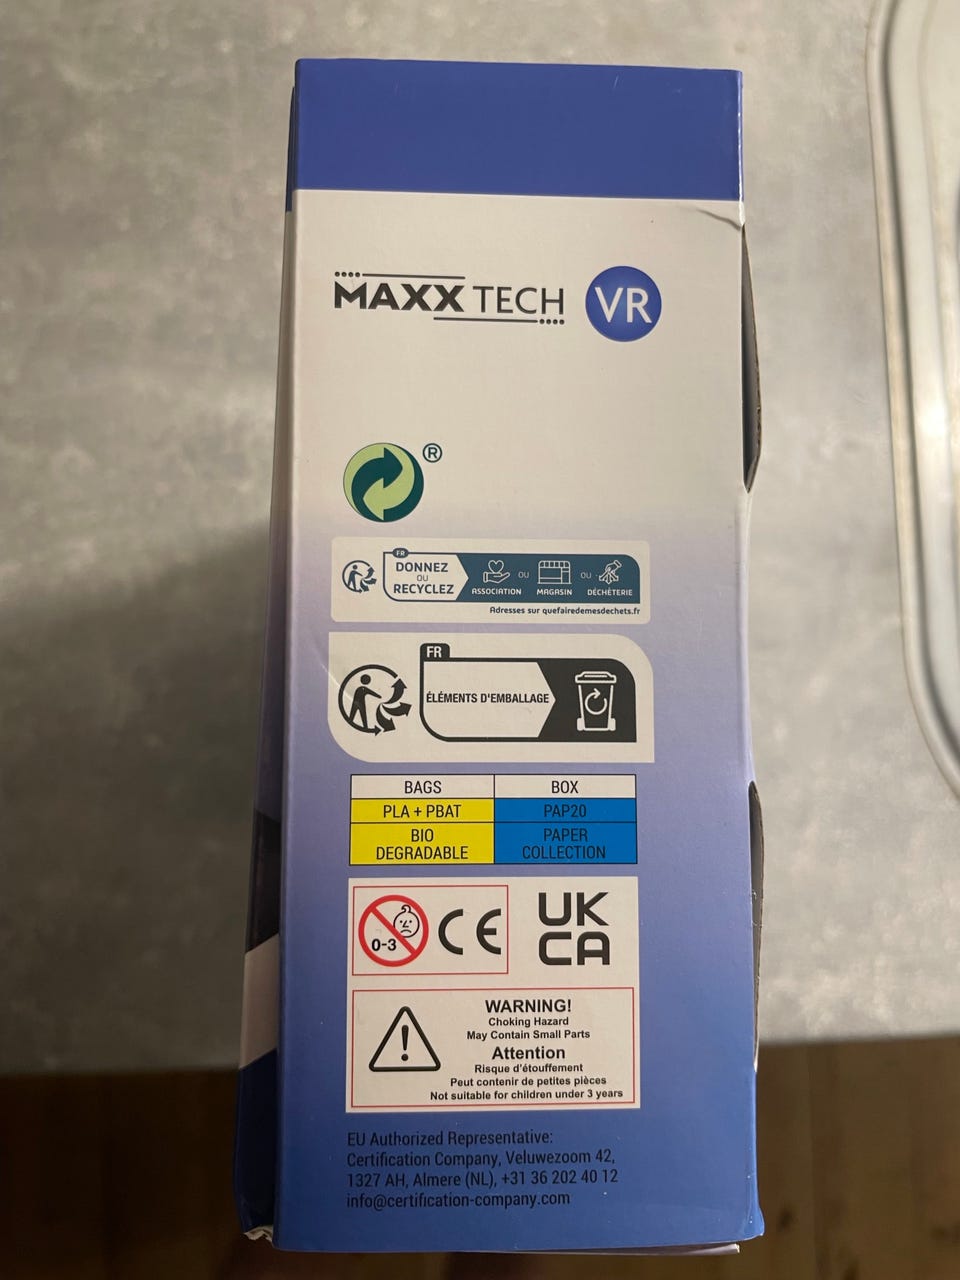 MAXX TECH VR
®
FR
DONNEZ
OU
RECYCLEZ
ASSOCIATION
OU
MAGASIN
OU
DÉCHÈTERIE
Adresses sur quefairedemesdechets.fr
FR
ÉLÉMENTS D'EMBALLAGE
BAGS BOX
PLA + PBAT PAP20
BIO
DEGRADABLE
PAPER
COLLECTION
0-3
CE
UK
CA
WARNING!
Choking Hazard
May Contain Small Parts
Attention
Risque d'étouffement
Peut contenir de petites pièces
Not suitable for children under 3 years
EU Authorized Representative:
Certification Company, Veluwezoom 42,
1327 AH, Almere (NL), +31 36 202 40 12
info@certification-company.com